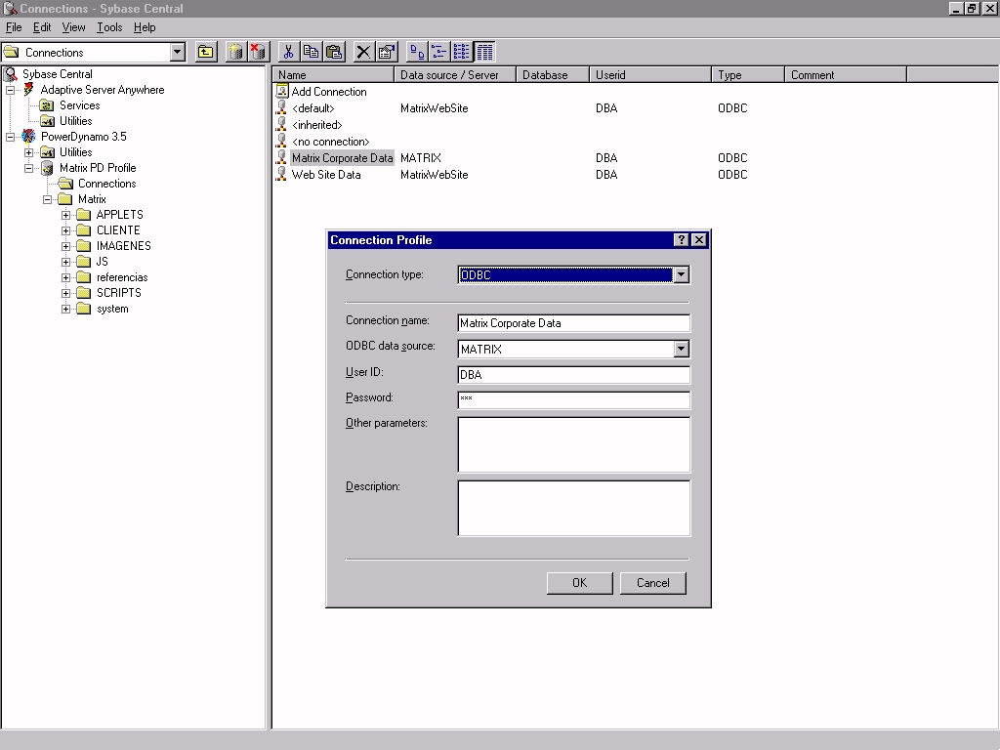 Connections - Sybase Central
File Edit View Tools Help
Connections
Sybase Central
Adaptive Server Anywhere
Services
Utilities
PowerDynamo 3.5
Utilities
Matrix PD Profile
Connections
Matrix
APPLETS
CLIENTE
IMAGENES
JS
referencias
SCRIPTS
system
Name Data source / Server Database Userid Type Comment
Add Connection
<default> MatrixWebSite DBA ODBC
<inherited>
<no connection>
Matrix Corporate Data MATRIX DBA ODBC
Web Site Data MatrixWebSite DBA ODBC
Connection Profile
Connection type: ODBC
Connection name: Matrix Corporate Data
ODBC data source: MATRIX
User ID: DBA
Password: ***
Other parameters:
Description:
OK Cancel